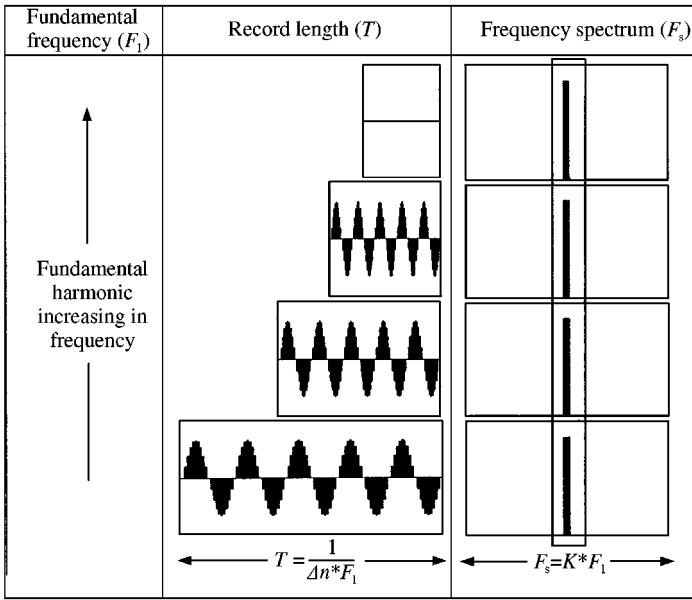 Fundamental
frequency (F₁)
Record length (T)
Frequency spectrum (Fₛ)
Fundamental
harmonic
increasing in
frequency
T = 1/(Δn*F₁)
Fₛ=K*F₁